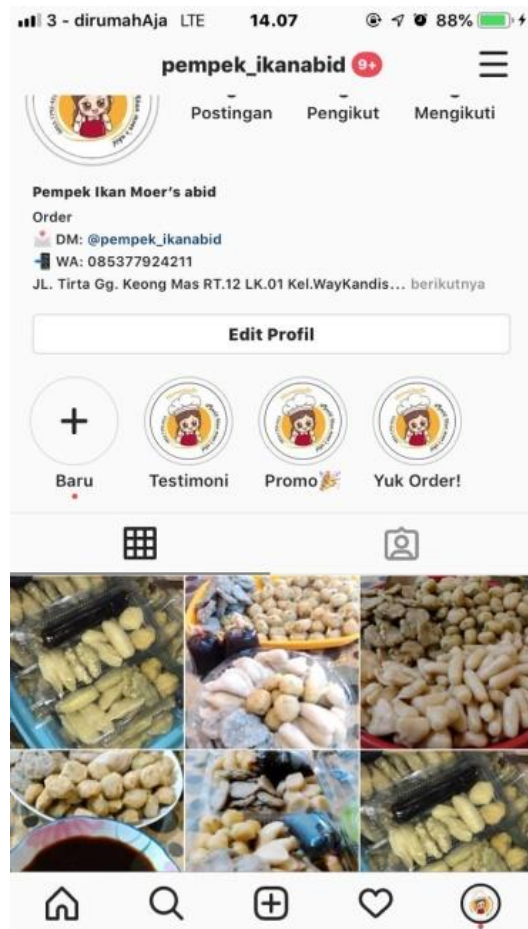 3 - dirumahAja LTE 14.07 88%
pempek_ikanabid 9+
Postingan Pengikut Mengikuti
Pempek Ikan Moer's abid
Order
DM: @pempek_ikanabid
WA: 085377924211
JL. Tirta Gg. Keong Mas RT.12 LK.01 Kel.WayKandis... berikutnya
Edit Profil
Baru Testimoni Promo🎉 Yuk Order!